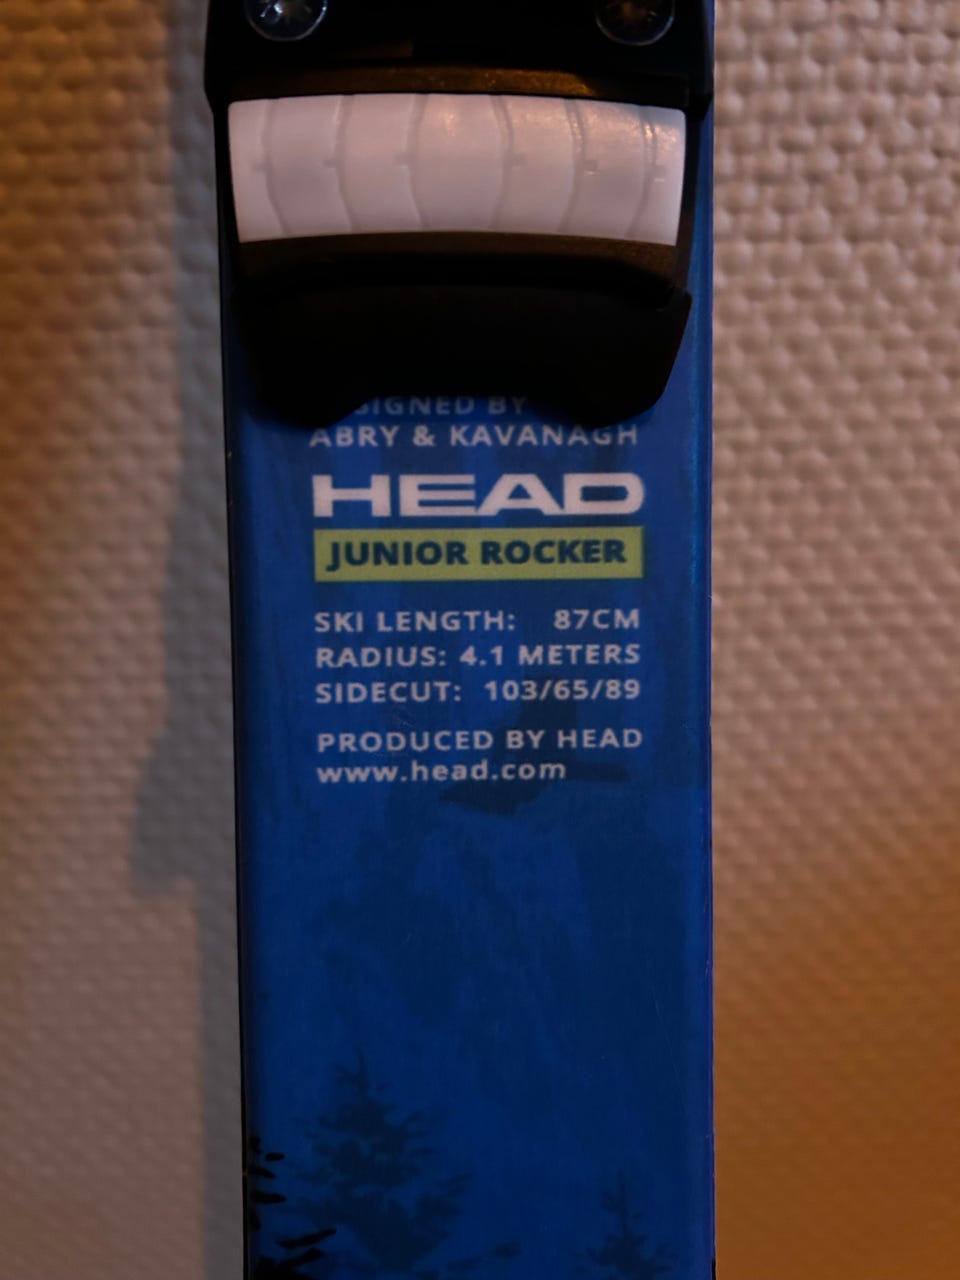 ABRY & KAVANAGH
HEAD
JUNIOR ROCKER
SKI LENGTH: 87CM
RADIUS: 4.1 METERS
SIDECUT: 103/65/89
PRODUCED BY HEAD
www.head.com